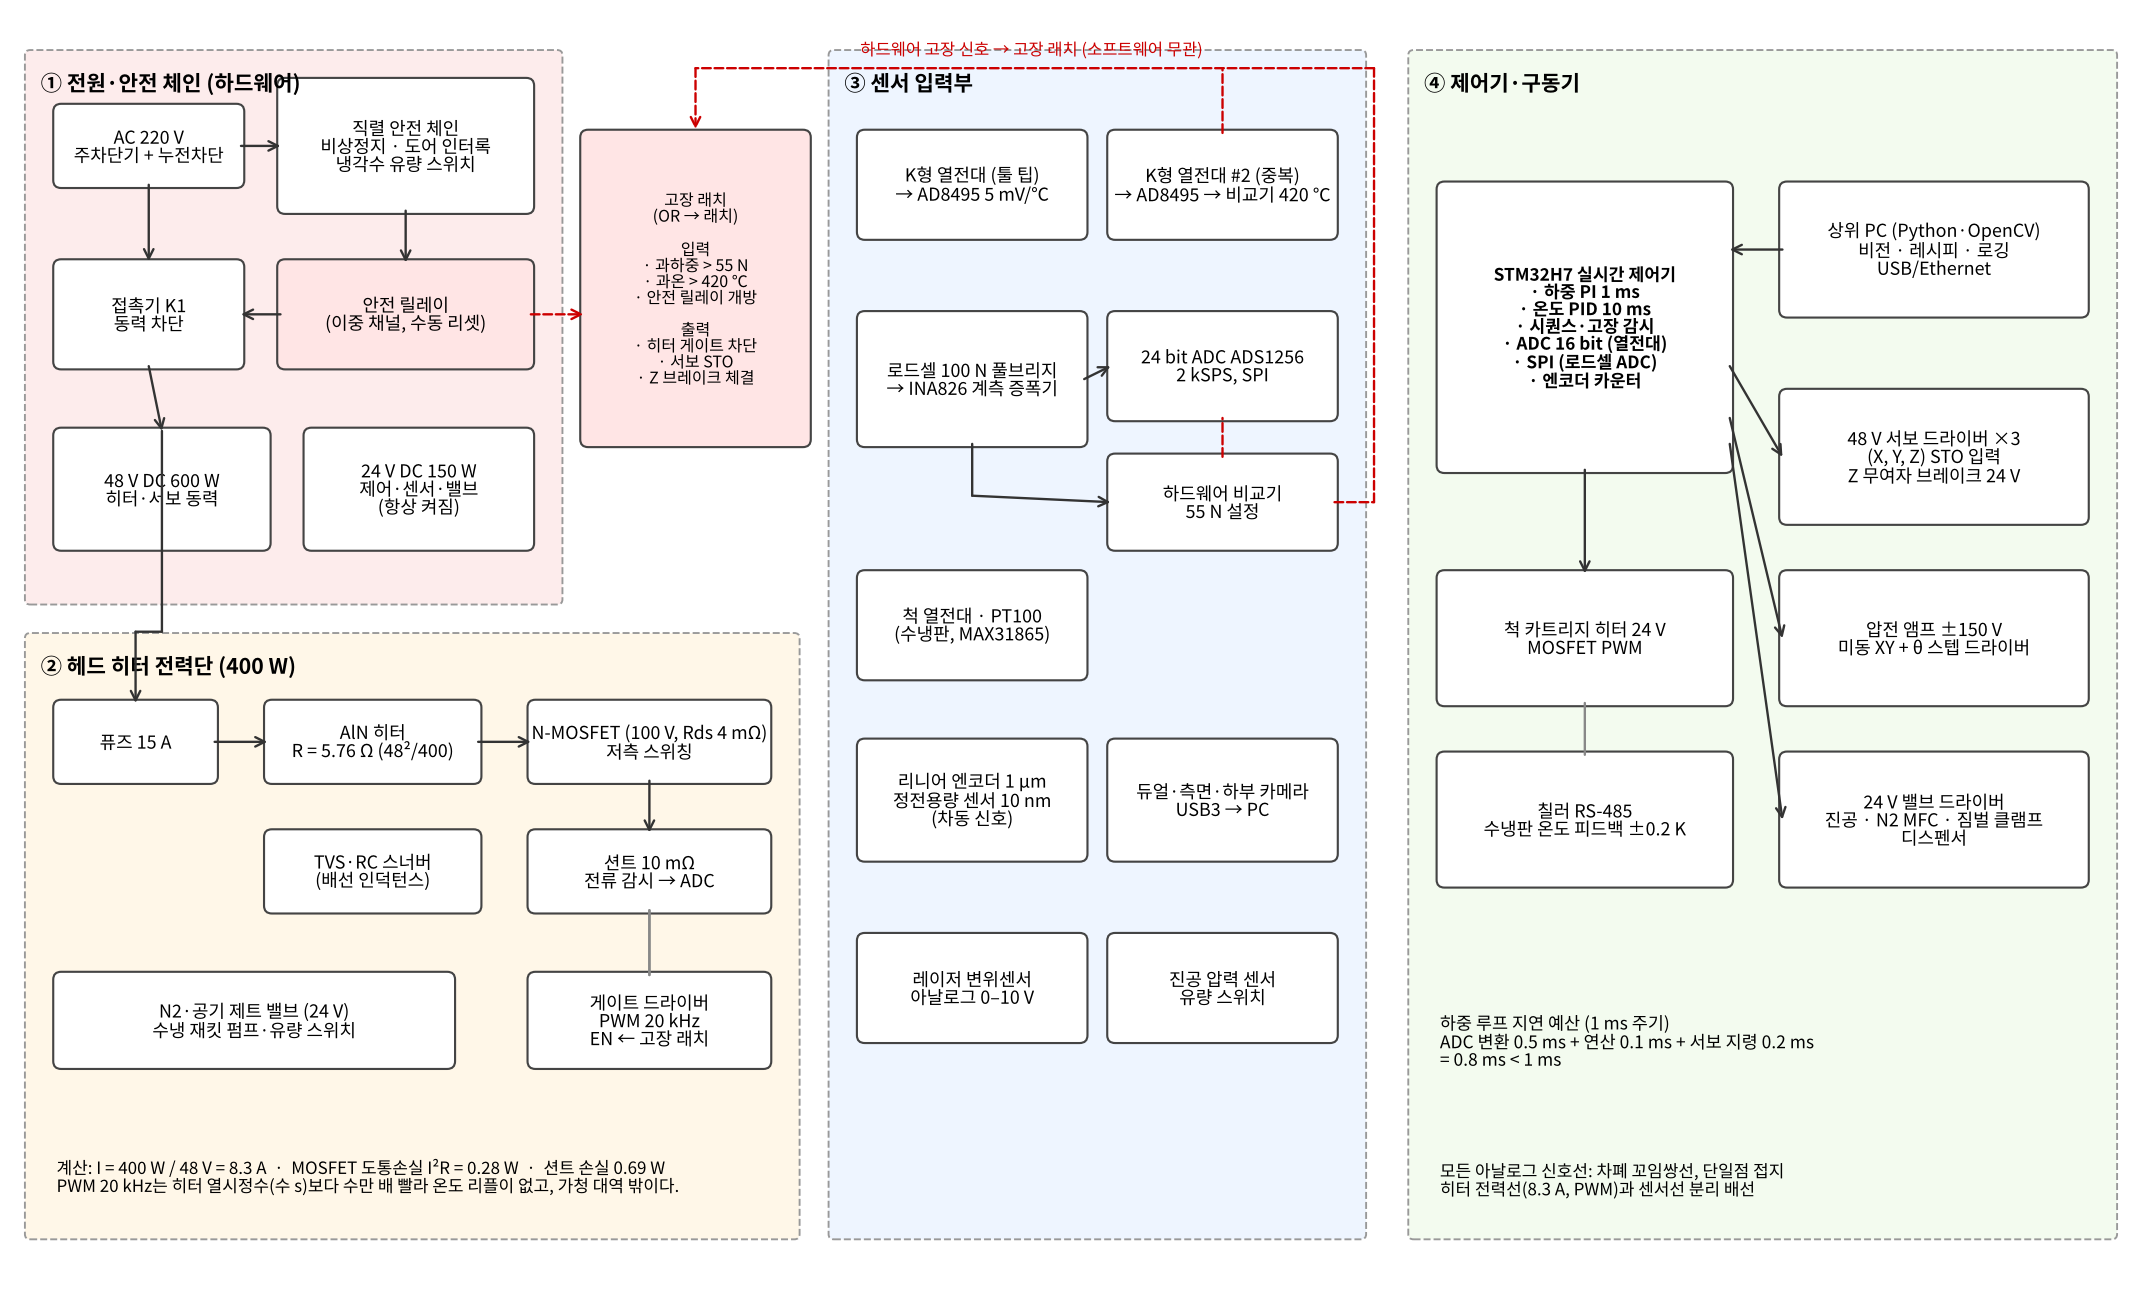 하드웨어 고장 신호 → 고장 래치 (소프트웨어 무관)
① 전원·안전 체인 (하드웨어)
AC 220 V
주차단기 + 누전차단
직렬 안전 체인
비상정지 · 도어 인터록
냉각수 유량 스위치
접촉기 K1
동력 차단
안전 릴레이
(이중 채널, 수동 리셋)
48 V DC 600 W
히터·서보 동력
24 V DC 150 W
제어·센서·밸브
(항상 켜짐)
고장 래치
(OR → 래치)
입력
· 과하중 > 55 N
· 과온 > 420 °C
· 안전 릴레이 개방
출력
· 히터 게이트 차단
· 서보 STO
· Z 브레이크 체결
② 헤드 히터 전력단 (400 W)
퓨즈 15 A
AlN 히터
R = 5.76 Ω (48²/400)
N-MOSFET (100 V, Rds 4 mΩ)
저측 스위칭
TVS·RC 스너버
(배선 인덕턴스)
션트 10 mΩ
전류 감시 → ADC
N2·공기 제트 밸브 (24 V)
수냉 재킷 펌프·유량 스위치
게이트 드라이버
PWM 20 kHz
EN ← 고장 래치
계산: I = 400 W / 48 V = 8.3 A · MOSFET 도통손실 I²R = 0.28 W · 션트 손실 0.69 W
PWM 20 kHz는 히터 열시정수(수 s)보다 수만 배 빨라 온도 리플이 없고, 가청 대역 밖이다.
③ 센서 입력부
K형 열전대 (툴 팁)
→ AD8495 5 mV/°C
K형 열전대 #2 (중복)
→ AD8495 → 비교기 420 °C
로드셀 100 N 풀브리지
→ INA826 계측 증폭기
24 bit ADC ADS1256
2 kSPS, SPI
하드웨어 비교기
55 N 설정
척 열전대 · PT100
(수냉판, MAX31865)
리니어 엔코더 1 µm
정전용량 센서 10 nm
(차동 신호)
듀얼·측면·하부 카메라
USB3 → PC
레이저 변위센서
아날로그 0–10 V
진공 압력 센서
유량 스위치
④ 제어기·구동기
STM32H7 실시간 제어기
· 하중 PI 1 ms
· 온도 PID 10 ms
· 시퀀스·고장 감시
· ADC 16 bit (열전대)
· SPI (로드셀 ADC)
· 엔코더 카운터
상위 PC (Python·OpenCV)
비전 · 레시피 · 로깅
USB/Ethernet
48 V 서보 드라이버 ×3
(X, Y, Z) STO 입력
Z 무여자 브레이크 24 V
척 카트리지 히터 24 V
MOSFET PWM
압전 앰프 ±150 V
미동 XY + θ 스텝 드라이버
칠러 RS-485
수냉판 온도 피드백 ±0.2 K
24 V 밸브 드라이버
진공 · N2 MFC · 짐벌 클램프
디스펜서
하중 루프 지연 예산 (1 ms 주기)
ADC 변환 0.5 ms + 연산 0.1 ms + 서보 지령 0.2 ms
= 0.8 ms < 1 ms
모든 아날로그 신호선: 차폐 꼬임쌍선, 단일점 접지
히터 전력선(8.3 A, PWM)과 센서선 분리 배선